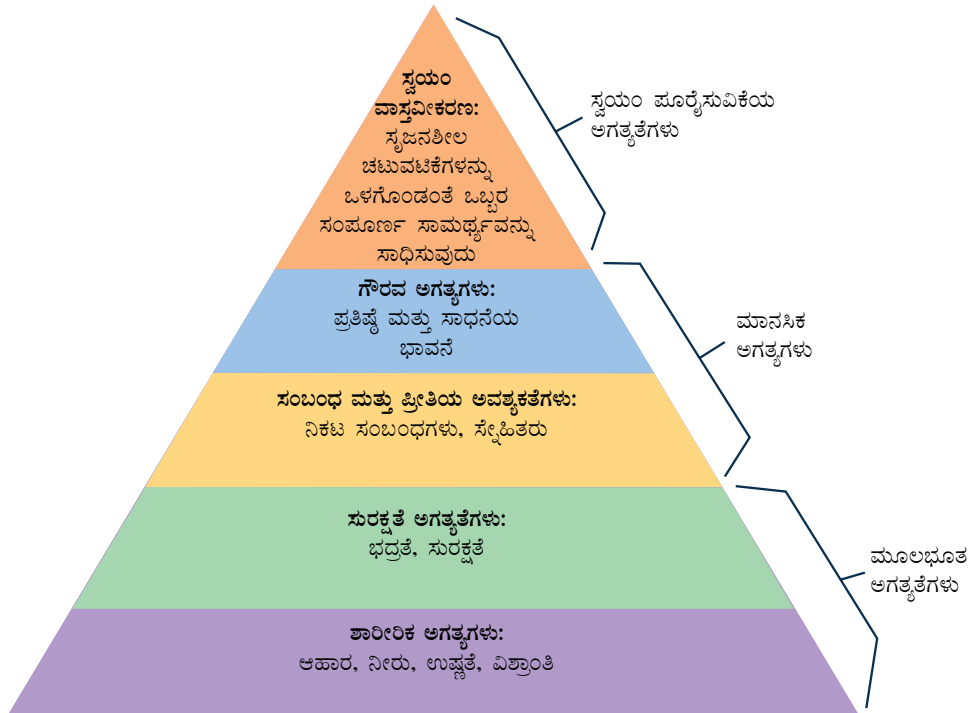 ಸ್ವಯಂ
ವಾಸ್ತವೀಕರಣ:
ಸೃಜನಶೀಲ
ಚಟುವಟಿಕೆಗಳನ್ನು
ಒಳಗೊಂಡಂತೆ ಒಬ್ಬರ
ಸಂಪೂರ್ಣ ಸಾಮರ್ಥ್ಯವನ್ನು
ಸಾಧಿಸುವುದು
ಸ್ವಯಂ ಪೂರೈಸುವಿಕೆಯ
ಅಗತ್ಯತೆಗಳು
ಗೌರವ ಅಗತ್ಯಗಳು:
ಪ್ರತಿಷ್ಠೆ ಮತ್ತು ಸಾಧನೆಯ
ಭಾವನೆ
ಮಾನಸಿಕ
ಅಗತ್ಯಗಳು
ಸಂಬಂಧ ಮತ್ತು ಪ್ರೀತಿಯ ಅವಶ್ಯಕತೆಗಳು:
ನಿಕಟ ಸಂಬಂಧಗಳು, ಸ್ನೇಹಿತರು
ಸುರಕ್ಷತೆ ಅಗತ್ಯತೆಗಳು:
ಭದ್ರತೆ, ಸುರಕ್ಷತೆ
ಮೂಲಭೂತ
ಅಗತ್ಯತೆಗಳು
ಶಾರೀರಿಕ ಅಗತ್ಯಗಳು:
ಆಹಾರ, ನೀರು, ಉಷ್ಣತೆ, ವಿಶ್ರಾಂತಿ